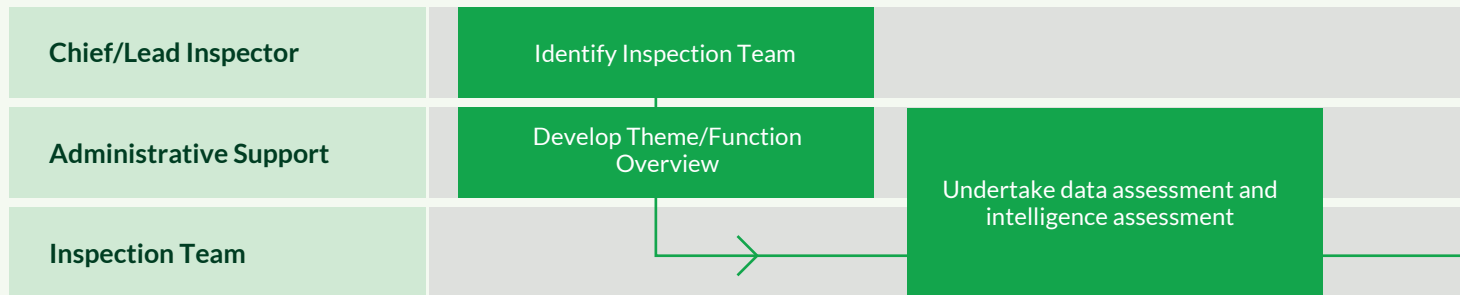 Chief/Lead Inspector
Identify Inspection Team
Administrative Support
Develop Theme/Function
Overview
Undertake data assessment and
intelligence assessment
Inspection Team